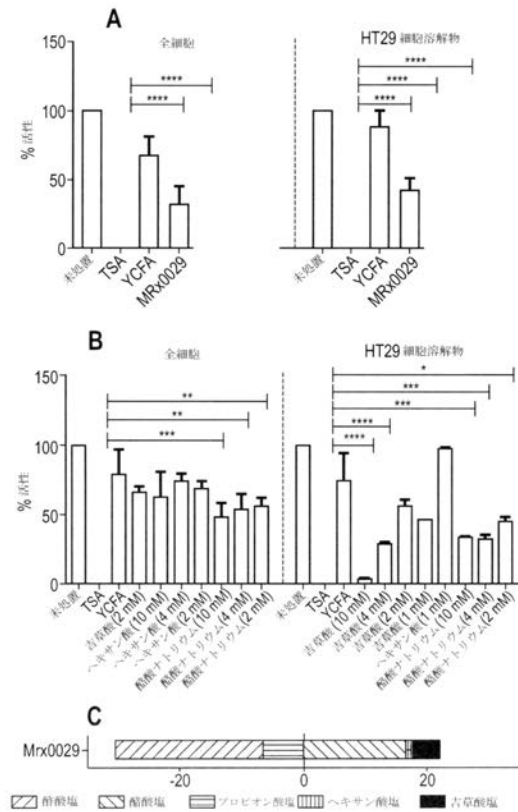 A
全細胞
HT29 細胞溶解物
****
****
****
****
****
% 活性
150
100
50
0
未処置
TSA
YCFA
MRx0029
未処置
TSA
YCFA
MRx0029
B
全細胞
HT29 細胞溶解物
**
**
***
*
***
***
****
****
% 活性
150
100
50
0
未処置
TSA
YCFA
吉草酸(2 mM)
ヘキサン酸(10 mM)
ヘキサン酸(4 mM)
ヘキサン酸(2 mM)
酪酸ナトリウム(10 mM)
酪酸ナトリウム(4 mM)
酪酸ナトリウム(2 mM)
未処置
TSA
YCFA
吉草酸(10 mM)
吉草酸(4 mM)
吉草酸(2 mM)
吉草酸(1 mM)
ヘキサン酸(1 mM)
酪酸ナトリウム(10 mM)
酪酸ナトリウム(4 mM)
酪酸ナトリウム(2 mM)
C
Mrx0029
-20
0
20
酢酸塩 酪酸塩 プロピオン酸塩 ヘキサン酸塩 吉草酸塩